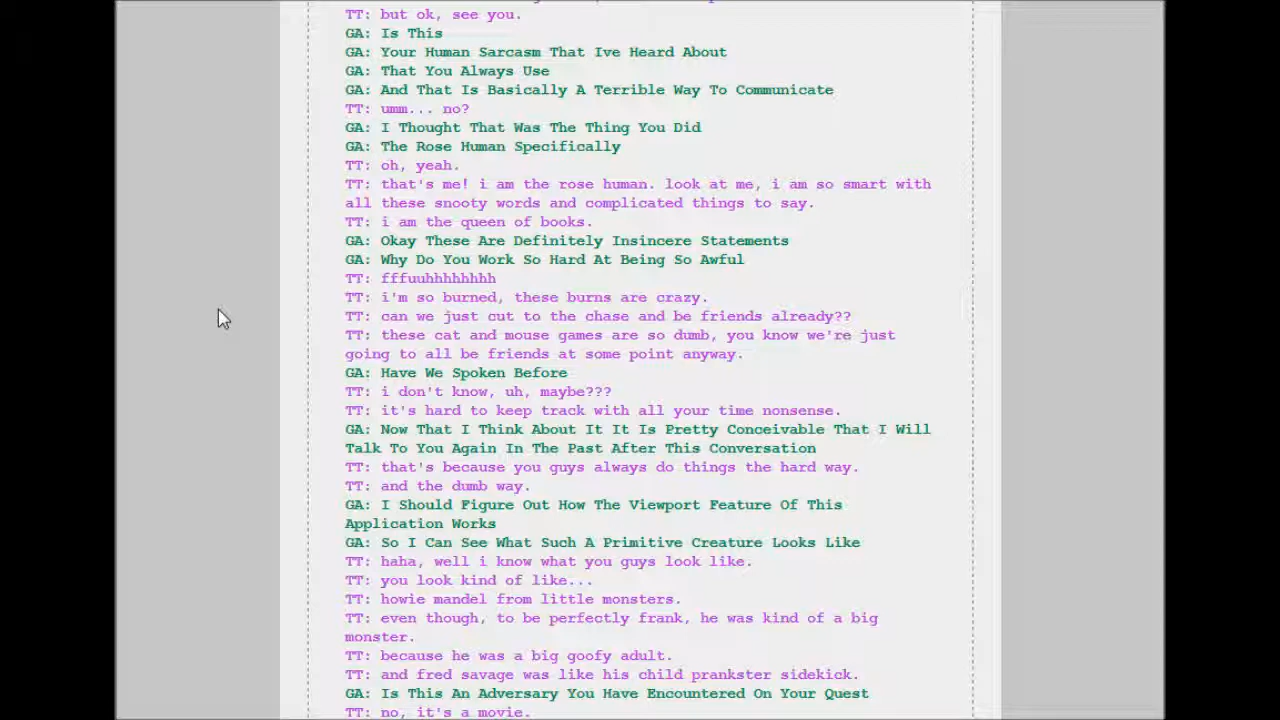 TT: but ok, see you.
GA: Is This
GA: Your Human Sarcasm That Ive Heard About
GA: That You Always Use
GA: And That Is Basically A Terrible Way To Communicate
TT: umm... no?
GA: I Thought That Was The Thing You Did
GA: The Rose Human Specifically
TT: oh, yeah.
TT: that's me! i am the rose human. look at me, i am so smart with
all these snooty words and complicated things to say.
TT: i am the queen of books.
GA: Okay These Are Definitely Insincere Statements
GA: Why Do You Work So Hard At Being So Awful
TT: fffuuhhhhhhhh
TT: i'm so burned, these burns are crazy.
TT: can we just cut to the chase and be friends already??
TT: these cat and mouse games are so dumb, you know we're just
going to all be friends at some point anyway.
GA: Have We Spoken Before
TT: i don't know, uh, maybe???
TT: it's hard to keep track with all your time nonsense.
GA: Now That I Think About It It Is Pretty Conceivable That I Will
Talk To You Again In The Past After This Conversation
TT: that's because you guys always do things the hard way.
TT: and the dumb way.
GA: I Should Figure Out How The Viewport Feature Of This
Application Works
GA: So I Can See What Such A Primitive Creature Looks Like
TT: haha, well i know what you guys look like.
TT: you look kind of like...
TT: howie mandel from little monsters.
TT: even though, to be perfectly frank, he was kind of a big
monster.
TT: because he was a big goofy adult.
TT: and fred savage was like his child prankster sidekick.
GA: Is This An Adversary You Have Encountered On Your Quest
TT: no, it's a movie.